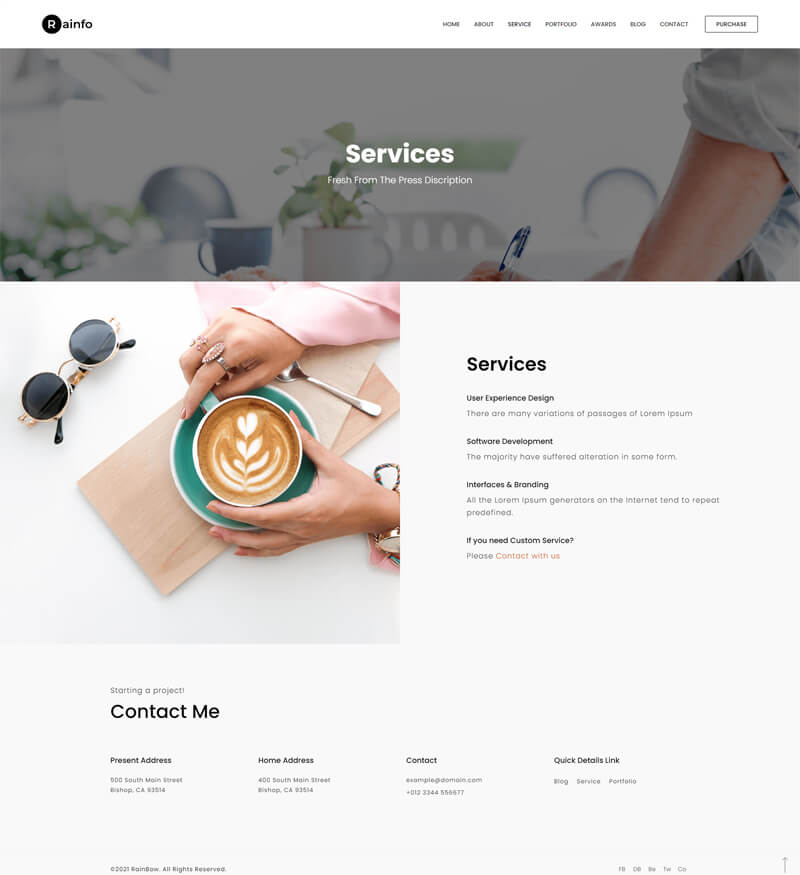 Rainfo
HOME ABOUT SERVICE PORTFOLIO AWARDS BLOG CONTACT PURCHASE
Services
Fresh From The Press Discription
Services
User Experience Design
There are many variations of passages of Lorem Ipsum
Software Development
The majority have suffered alteration in some form.
Interfaces & Branding
All the Lorem Ipsum generators on the Internet tend to repeat
predefined.
If you need Custom Service?
Please Contact with us
Starting a project!
Contact Me
Present Address
500 South Main Street
Bishop, CA 93514
Home Address
400 South Main Street
Bishop, CA 93514
Contact
example@domain.com
+012 3344 556677
Quick Details Link
Blog Service Portfolio
©2021 RainBow. All Rights Reserved.
FB DB Be Tw Co